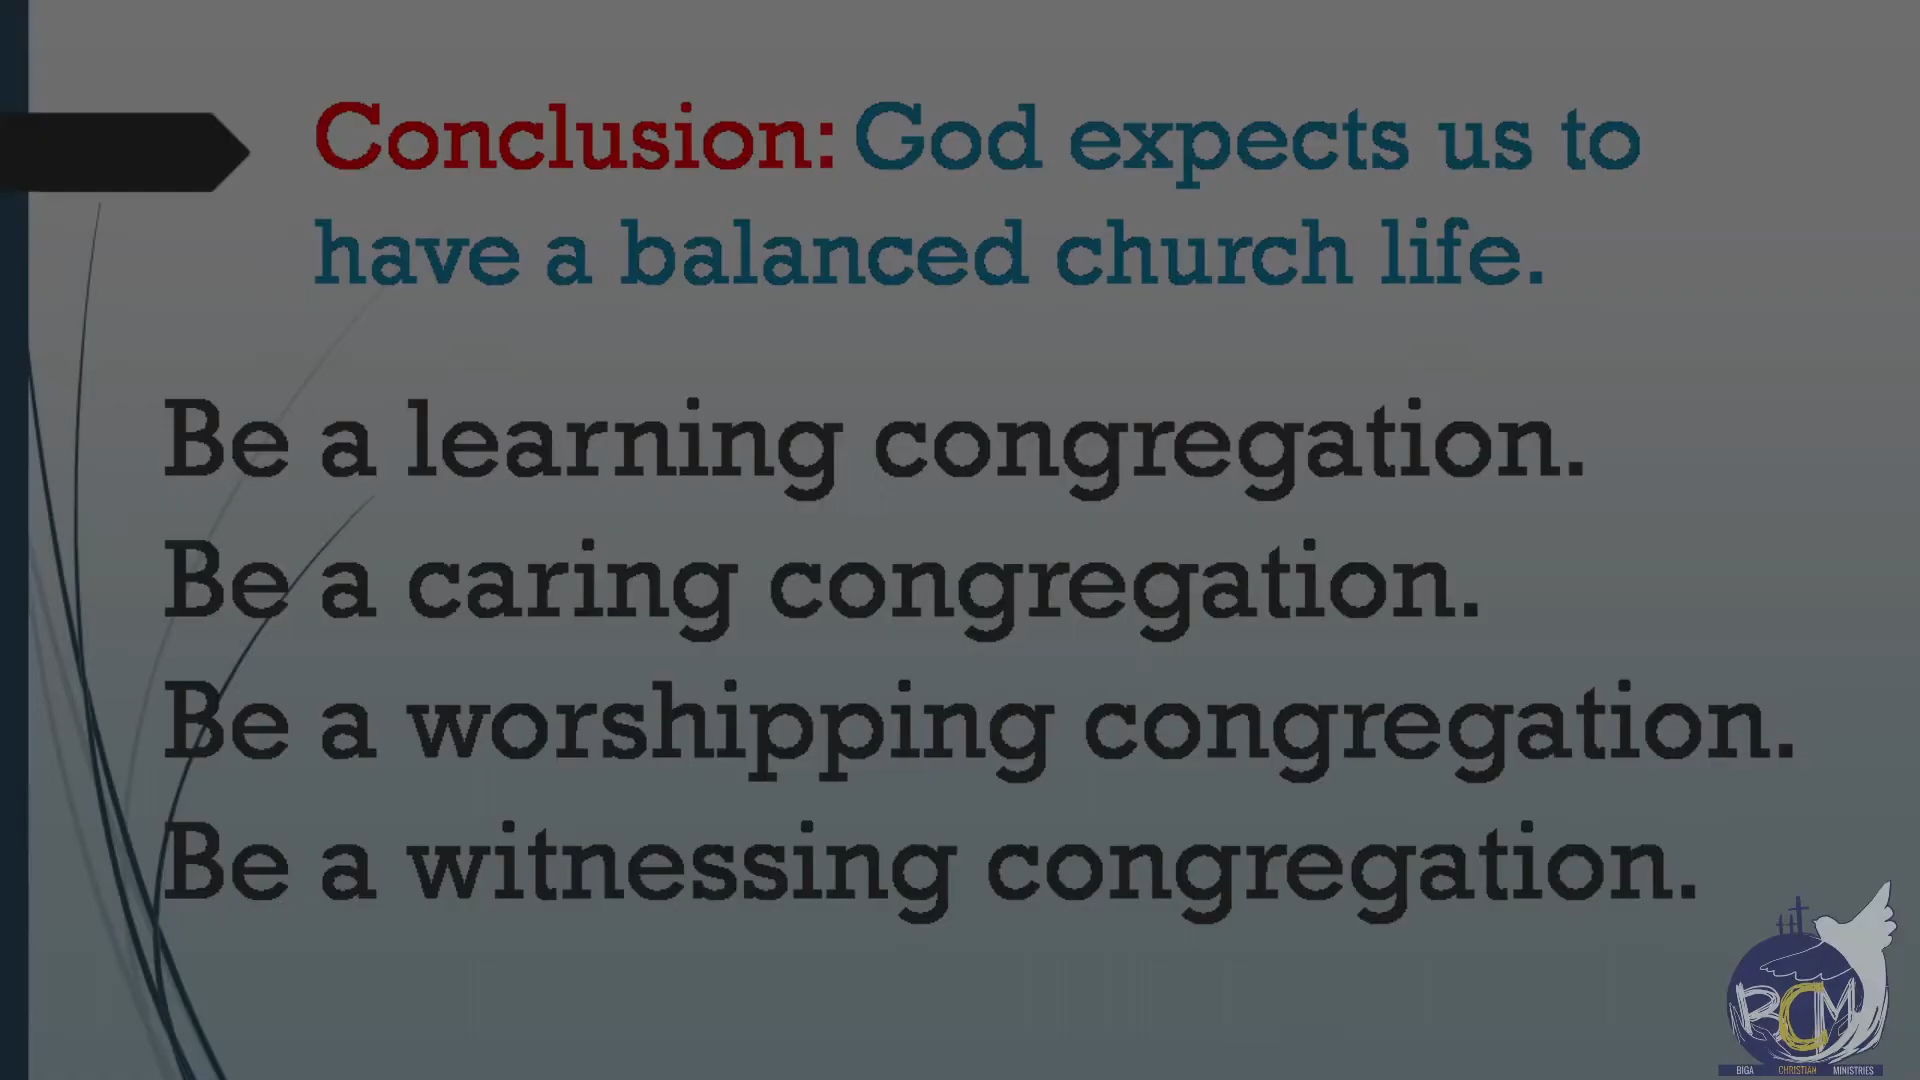 Conclusion: God expects us to
have a balanced church life.
Be a learning congregation.
Be a caring congregation.
Be a worshipping congregation.
Be a witnessing congregation.
BCM
BIGA CHRISTIAN MINISTRIES